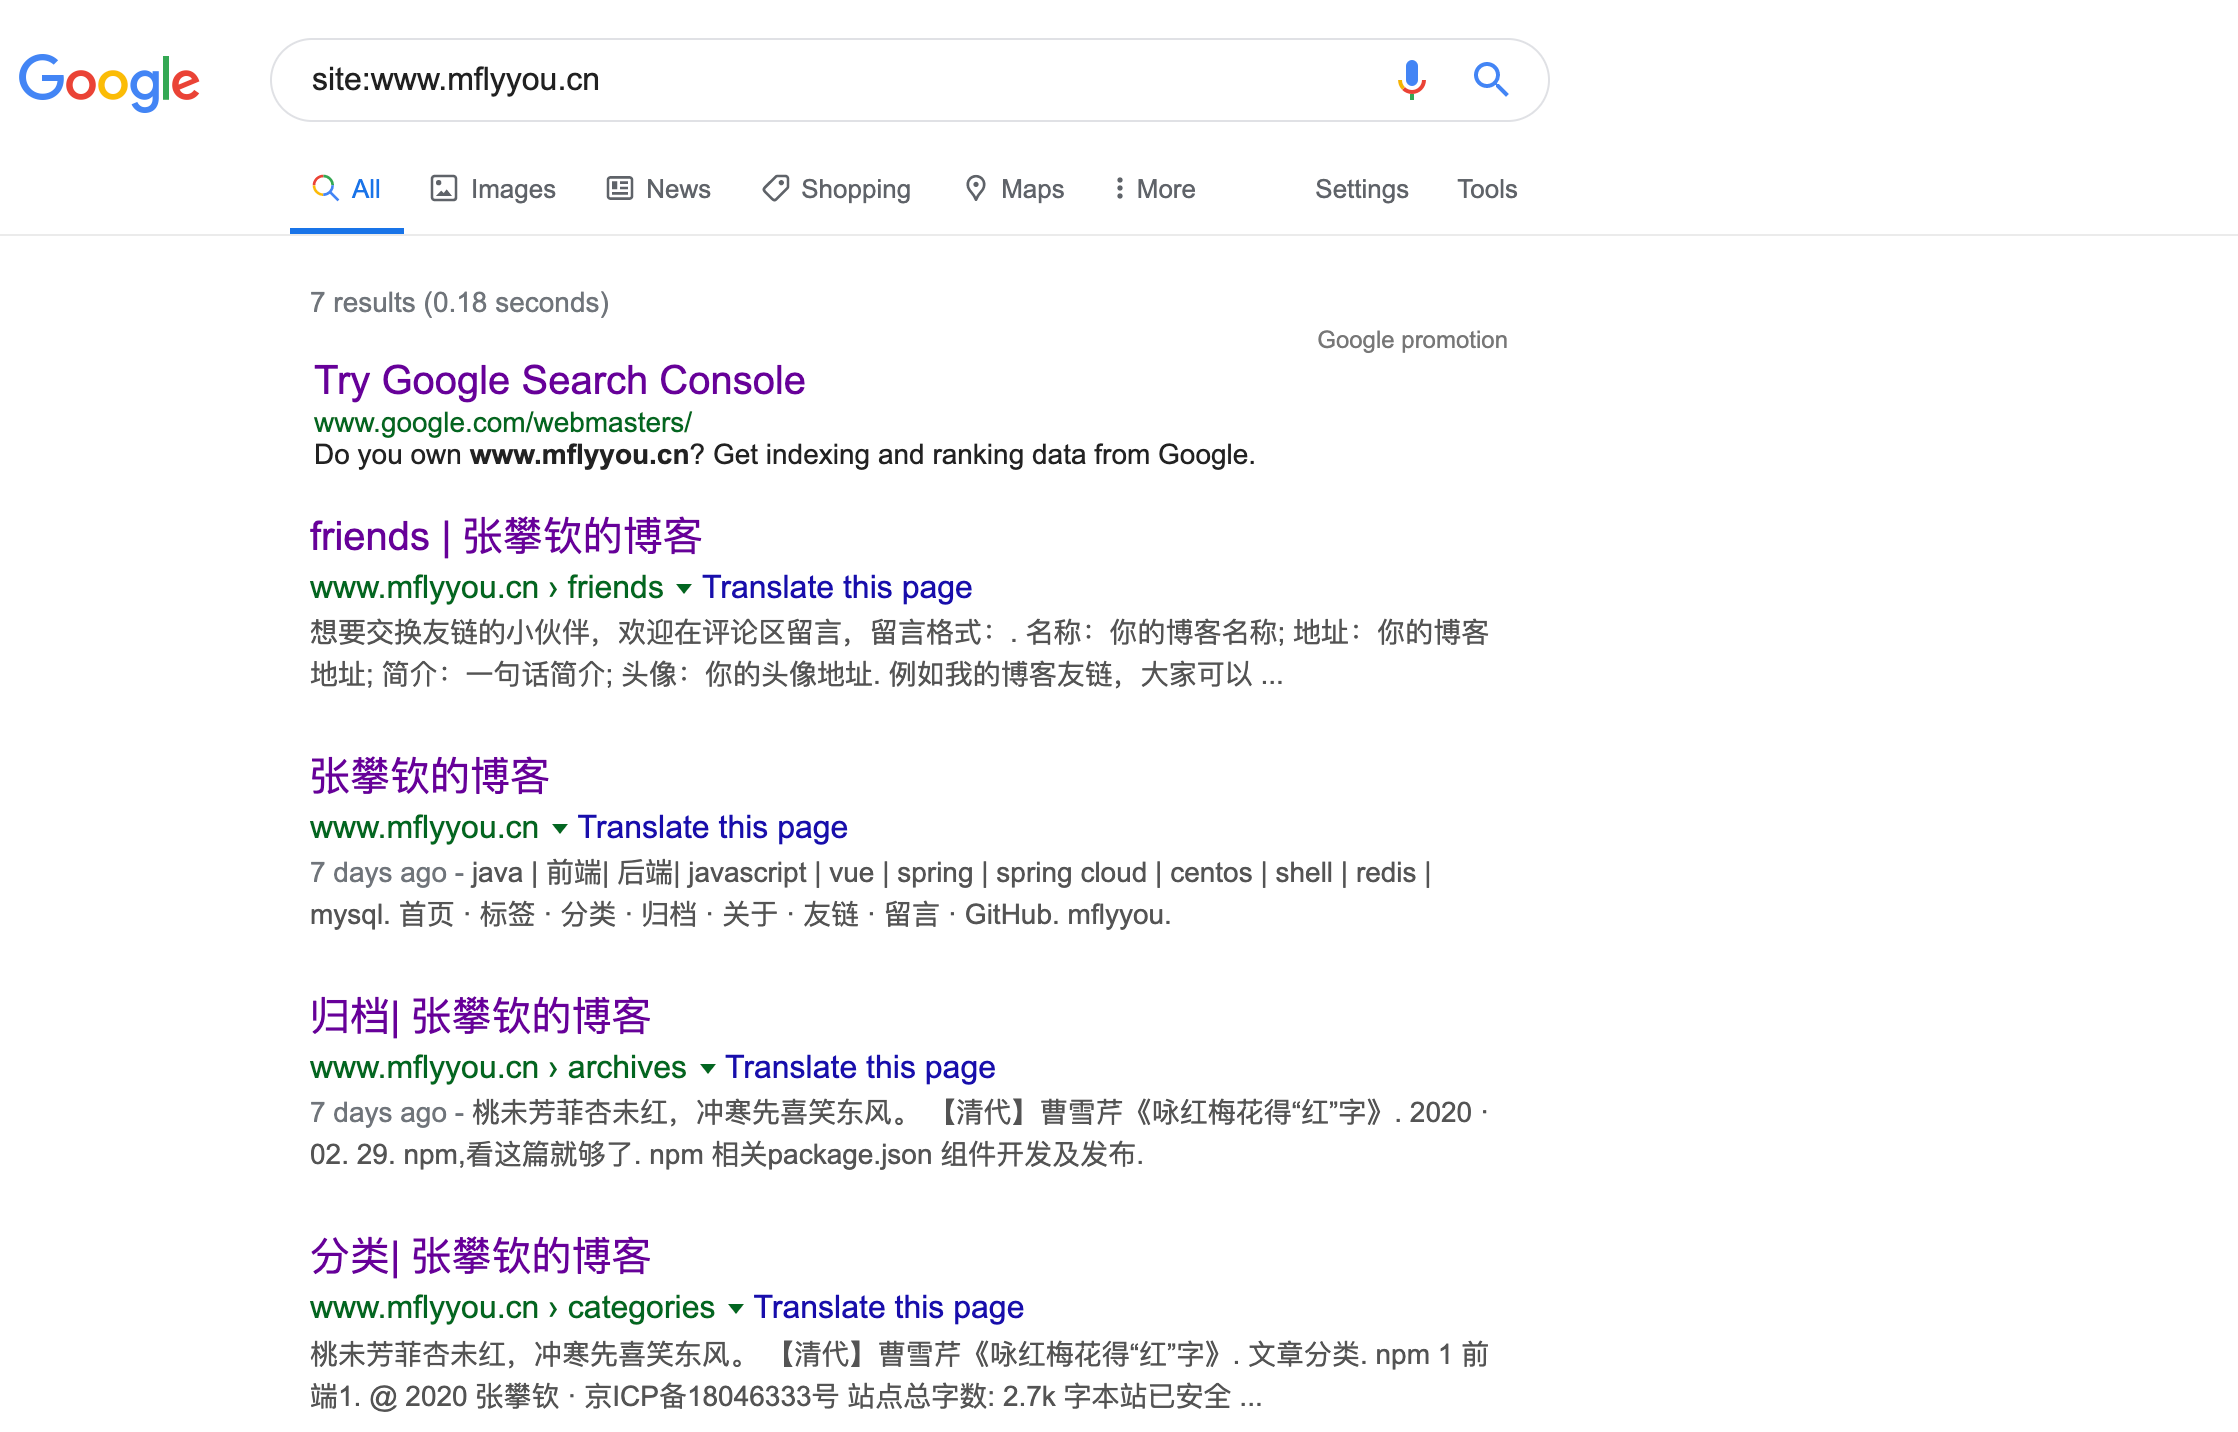 Google
site:www.mflyyou.cn
All Images News Shopping Maps More Settings Tools
7 results (0.18 seconds)
Google promotion
Try Google Search Console
www.google.com/webmasters/
Do you own www.mflyyou.cn? Get indexing and ranking data from Google.
friends | 张攀钦的博客
www.mflyyou.cn › friends Translate this page
想要交换友链的小伙伴，欢迎在评论区留言，留言格式：. 名称：你的博客名称; 地址：你的博客
地址; 简介：一句话简介; 头像：你的头像地址. 例如我的博客友链，大家可以 ...
张攀钦的博客
www.mflyyou.cn Translate this page
7 days ago - java | 前端| 后端| javascript | vue | spring | spring cloud | centos | shell | redis |
mysql. 首页 · 标签 · 分类 · 归档 · 关于 · 友链 · 留言 · GitHub. mflyyou.
归档| 张攀钦的博客
www.mflyyou.cn › archives Translate this page
7 days ago - 桃未芳菲杏未红，冲寒先喜笑东风。 【清代】曹雪芹《咏红梅花得“红”字》. 2020 ·
02. 29. npm,看这篇就够了. npm 相关package.json 组件开发及发布.
分类| 张攀钦的博客
www.mflyyou.cn › categories Translate this page
桃未芳菲杏未红，冲寒先喜笑东风。 【清代】曹雪芹《咏红梅花得“红”字》. 文章分类. npm 1 前
端1. @ 2020 张攀钦 · 京ICP备18046333号 站点总字数: 2.7k 字本站已安全 ...